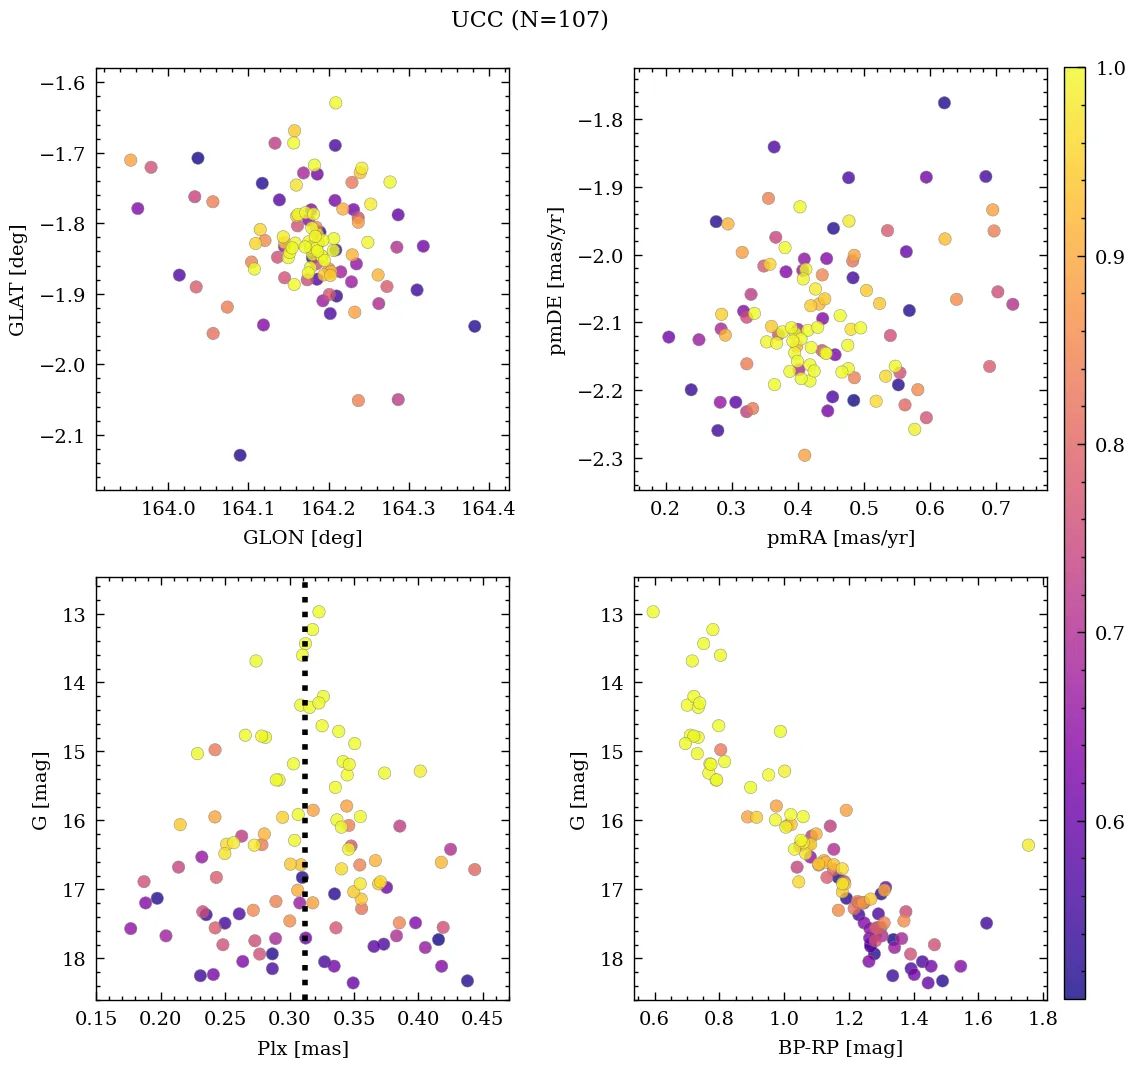 UCC (N=107)
−1.6
−1.7
−1.8
−1.9
−2.0
−2.1
GLAT [deg]
164.0 164.1 164.2 164.3 164.4
GLON [deg]
−1.8
−1.9
−2.0
−2.1
−2.2
−2.3
pmDE [mas/yr]
0.2 0.3 0.4 0.5 0.6 0.7
pmRA [mas/yr]
1.0
0.9
0.8
0.7
0.6
13
14
15
16
17
18
G [mag]
0.15 0.20 0.25 0.30 0.35 0.40 0.45
Plx [mas]
13
14
15
16
17
18
G [mag]
0.6 0.8 1.0 1.2 1.4 1.6 1.8
BP-RP [mag]